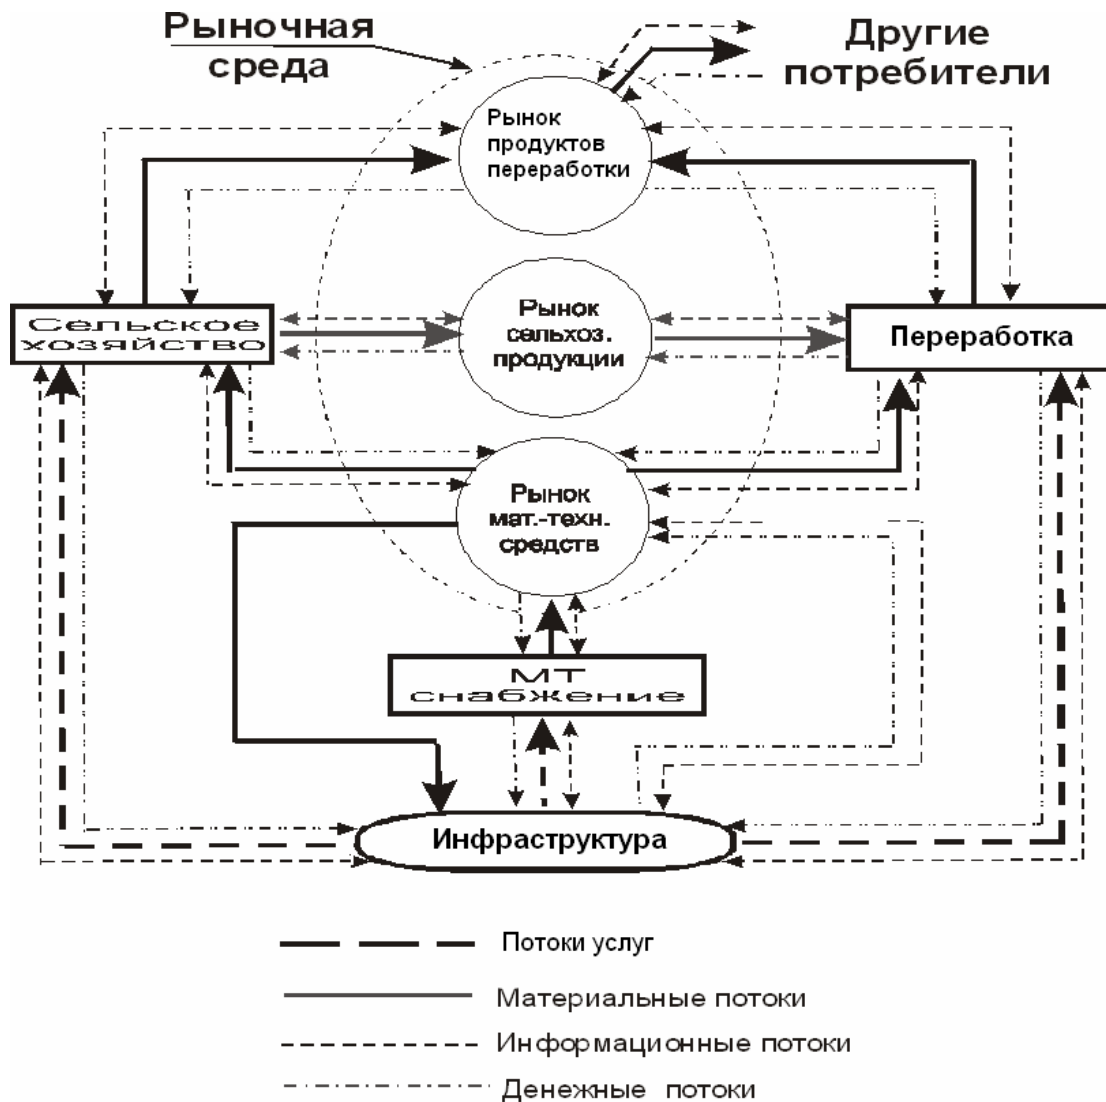 Рыночная
среда
Другие
потребители
Рынок
продуктов
переработки
Сельское
хозяйство
Рынок
сельхоз.
продукции
Переработка
Рынок
мат.-техн.
средств
МТ
снабжение
Инфраструктура
Потоки услуг
Материальные потоки
Информационные потоки
Денежные потоки